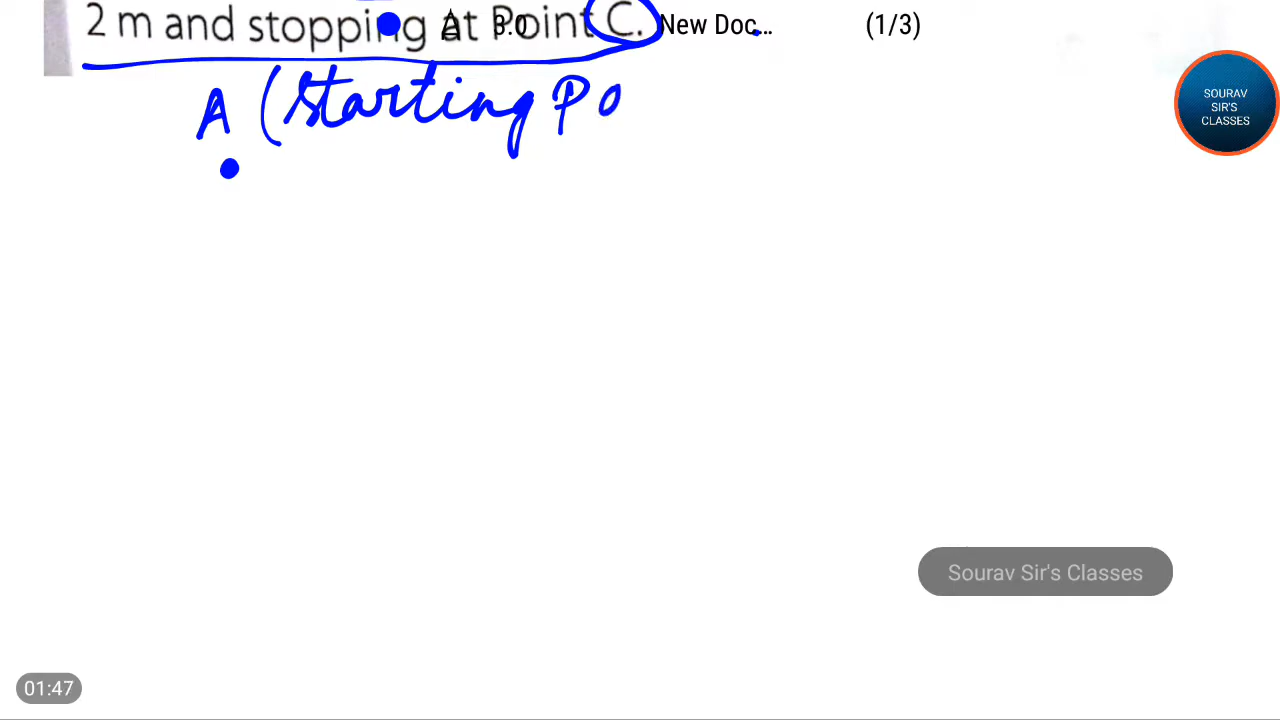 2 m and stopping at Point C. New Doc... (1/3)
A (Starting Po
SOURAV
SIR'S
CLASSES
Sourav Sir's Classes
01:47